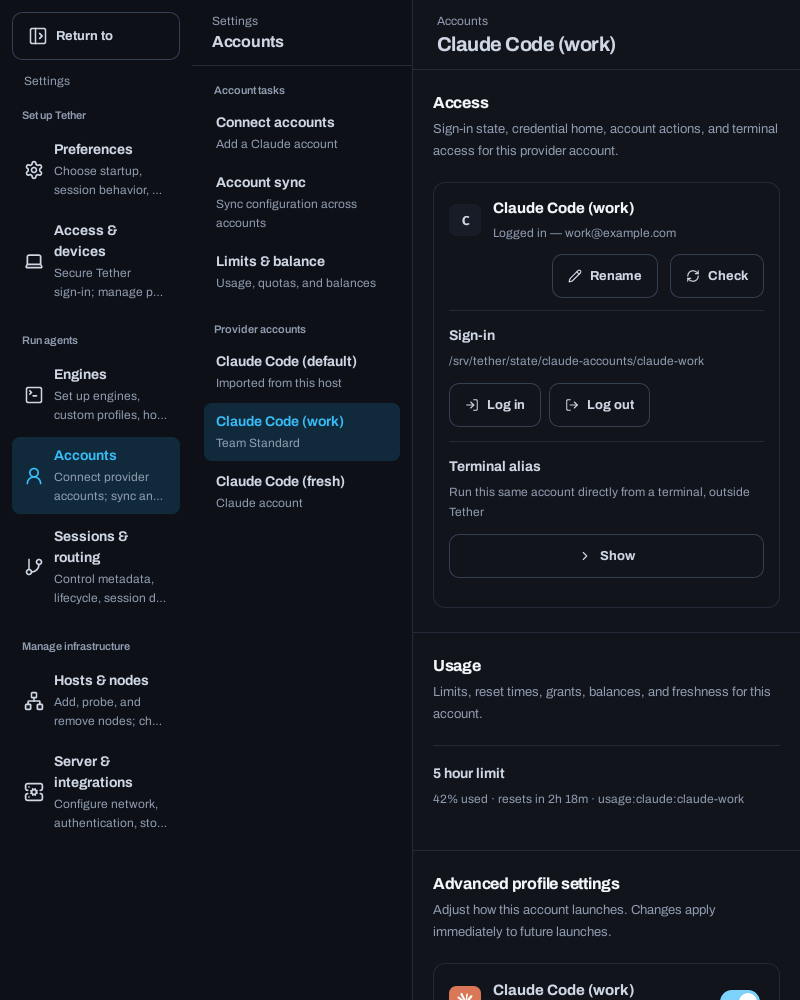 Return to
Settings
Set up Tether
Preferences
Choose startup,
session behavior, ...
Access &
devices
Secure Tether
sign-in; manage p...
Run agents
Engines
Set up engines,
custom profiles, ho...
Accounts
Connect provider
accounts; sync an...
Sessions &
routing
Control metadata,
lifecycle, session d...
Manage infrastructure
Hosts & nodes
Add, probe, and
remove nodes; ch...
Server &
integrations
Configure network,
authentication, sto...
Settings
Accounts
Account tasks
Connect accounts
Add a Claude account
Account sync
Sync configuration across
accounts
Limits & balance
Usage, quotas, and balances
Provider accounts
Claude Code (default)
Imported from this host
Claude Code (work)
Team Standard
Claude Code (fresh)
Claude account
Accounts
Claude Code (work)
Access
Sign-in state, credential home, account actions, and terminal
access for this provider account.
C
Claude Code (work)
Logged in — work@example.com
Rename
Check
Sign-in
/srv/tether/state/claude-accounts/claude-work
Log in
Log out
Terminal alias
Run this same account directly from a terminal, outside
Tether
Show
Usage
Limits, reset times, grants, balances, and freshness for this
account.
5 hour limit
42% used · resets in 2h 18m · usage:claude:claude-work
Advanced profile settings
Adjust how this account launches. Changes apply
immediately to future launches.
Claude Code (work)